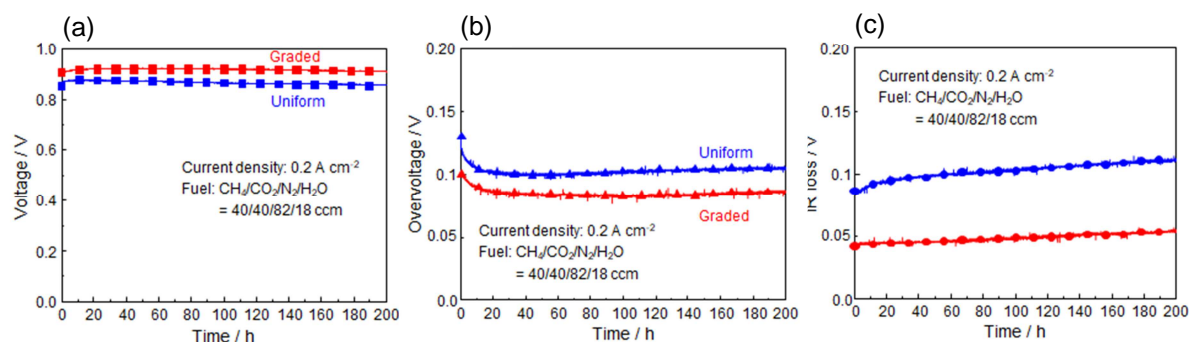 (a)
1.0
0.8
0.6
0.4
0.2
0.0
Voltage / V
Graded
Uniform
Current density: 0.2 A cm⁻²
Fuel: CH₄/CO₂/N₂/H₂O
= 40/40/82/18 ccm
0 20 40 60 80 100 120 140 160 180 200
Time / h
(b)
0.20
0.15
0.1
0.05
0.0
Overvoltage / V
Uniform
Graded
Current density: 0.2 A cm⁻²
Fuel: CH₄/CO₂/N₂/H₂O
= 40/40/82/18 ccm
0 20 40 60 80 100 120 140 160 180 200
Time / h
(c)
0.20
0.15
0.1
0.05
0.0
IR loss / V
Current density: 0.2 A cm⁻²
Fuel: CH₄/CO₂/N₂/H₂O
= 40/40/82/18 ccm
0 20 40 60 80 100 120 140 160 180 200
Time / h